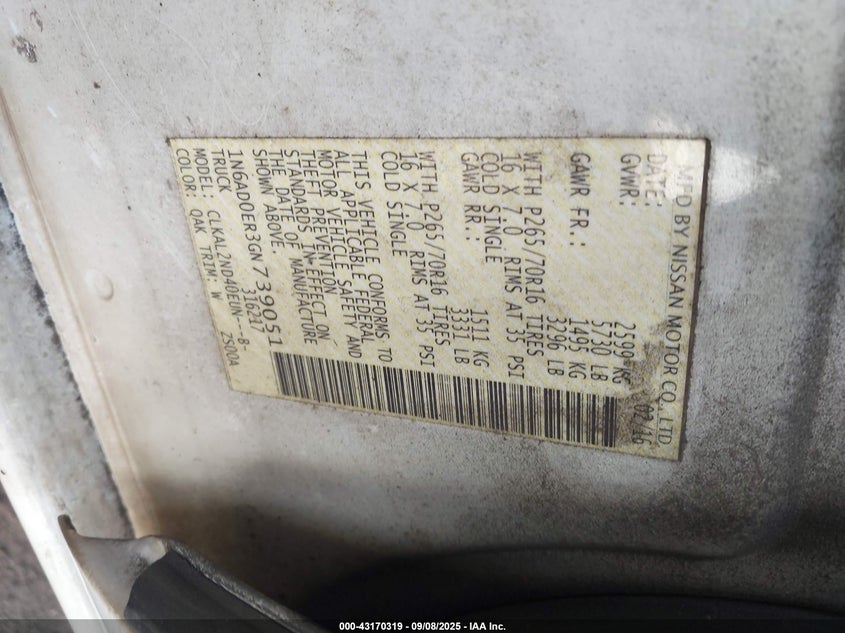 MFD BY NISSAN MOTOR CO., LTD.
DATE: 02/16
GVWR: 2599 KG
5730 LB
GAWR FR.: 1495 KG
3296 LB
WITH P265/70R16 TIRES
16 X 7.0 RIMS AT 35 PSI
COLD SINGLE
GAWR RR.: 1511 KG
3331 LB
WITH P265/70R16 TIRES
16 X 7.0 RIMS AT 35 PSI
COLD SINGLE
THIS VEHICLE CONFORMS TO
ALL APPLICABLE FEDERAL
MOTOR VEHICLE SAFETY AND
THEFT PREVENTION
STANDARDS IN EFFECT ON
THE DATE OF MANUFACTURE
SHOWN ABOVE. 316217
1N6AD0ER3GN739051
TRUCK
MODEL: CLKAL2ND40EUN---8-
COLOR: QAK TRIM: W 2500A
000-43170319 - 09/08/2025 - IAA Inc.